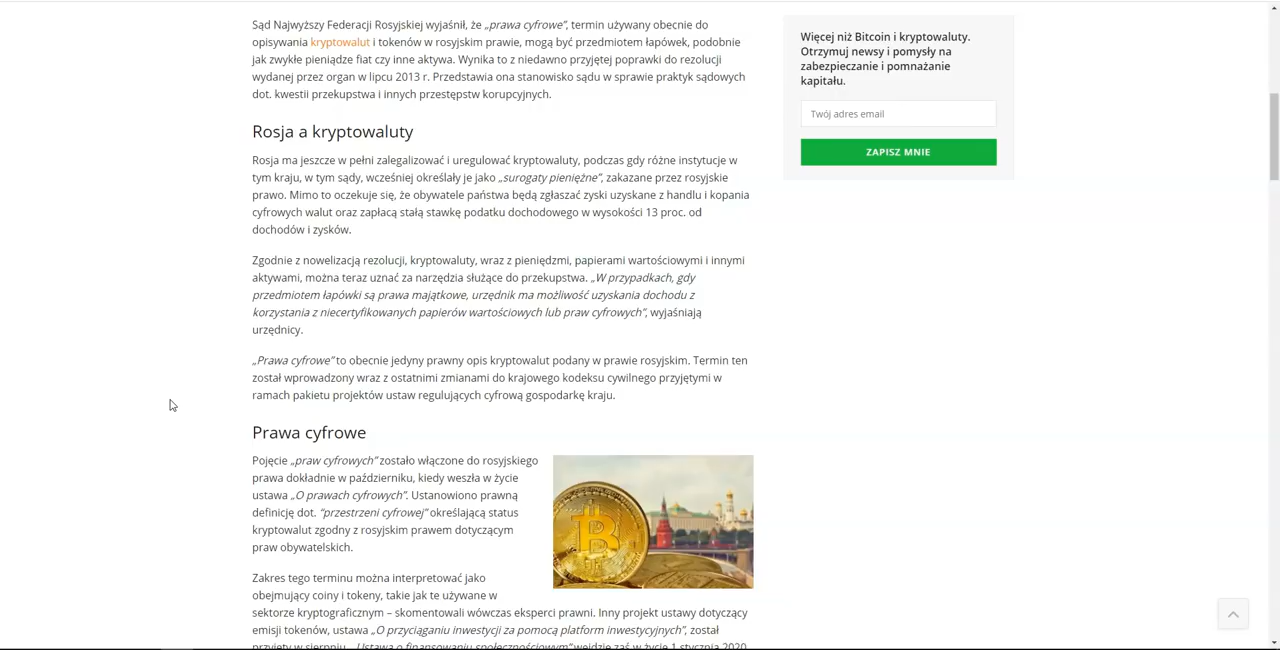 Sąd Najwyższy Federacji Rosyjskiej wyjaśnił, że „prawa cyfrowe”, termin używany obecnie do
opisywania kryptowalut i tokenów w rosyjskim prawie, mogą być przedmiotem łapówek, podobnie
jak zwykłe pieniądze fiat czy inne aktywa. Wynika to z niedawno przyjętej poprawki do rezolucji
wydanej przez organ w lipcu 2013 r. Przedstawia ona stanowisko sądu w sprawie praktyk sądowych
dot. kwestii przekupstwa i innych przestępstw korupcyjnych.
Rosja a kryptowaluty
Rosja ma jeszcze w pełni zalegalizować i uregulować kryptowaluty, podczas gdy różne instytucje w
tym kraju, w tym sądy, wcześniej określały je jako „surogaty pieniężne”, zakazane przez rosyjskie
prawo. Mimo to oczekuje się, że obywatele państwa będą zgłaszać zyski uzyskane z handlu i kopania
cyfrowych walut oraz zapłacą stałą stawkę podatku dochodowego w wysokości 13 proc. od
dochodów i zysków.
Zgodnie z nowelizacją rezolucji, kryptowaluty, wraz z pieniędzmi, papierami wartościowymi i innymi
aktywami, można teraz uznać za narzędzia służące do przekupstwa. „W przypadkach, gdy
przedmiotem łapówki są prawa majątkowe, urzędnik ma możliwość uzyskania dochodu z
korzystania z niecertyfikowanych papierów wartościowych lub praw cyfrowych”, wyjaśniają
urzędnicy.
„Prawa cyfrowe” to obecnie jedyny prawny opis kryptowalut podany w prawie rosyjskim. Termin ten
został wprowadzony wraz z ostatnimi zmianami do krajowego kodeksu cywilnego przyjętymi w
ramach pakietu projektów ustaw regulujących cyfrową gospodarkę kraju.
Prawa cyfrowe
Pojęcie „praw cyfrowych” zostało włączone do rosyjskiego
prawa dokładnie w październiku, kiedy weszła w życie
ustawa „O prawach cyfrowych”. Ustanowiono prawną
definicję dot. “przestrzeni cyfrowej” określającą status
kryptowalut zgodny z rosyjskim prawem dotyczącym
praw obywatelskich.
Zakres tego terminu można interpretować jako
obejmujący coiny i tokeny, takie jak te używane w
sektorze kryptograficznym – skomentowali wówczas eksperci prawni. Inny projekt ustawy dotyczący
emisji tokenów, ustawa „O przyciąganiu inwestycji za pomocą platform inwestycyjnych”, został
przyjęty w sierpniu. „Ustawa o finansowaniu społecznościowym” wejdzie zaś w życie 1 stycznia 2020
Więcej niż Bitcoin i kryptowaluty.
Otrzymuj newsy i pomysły na
zabezpieczanie i pomnażanie
kapitału.
Twój adres email
ZAPISZ MNIE